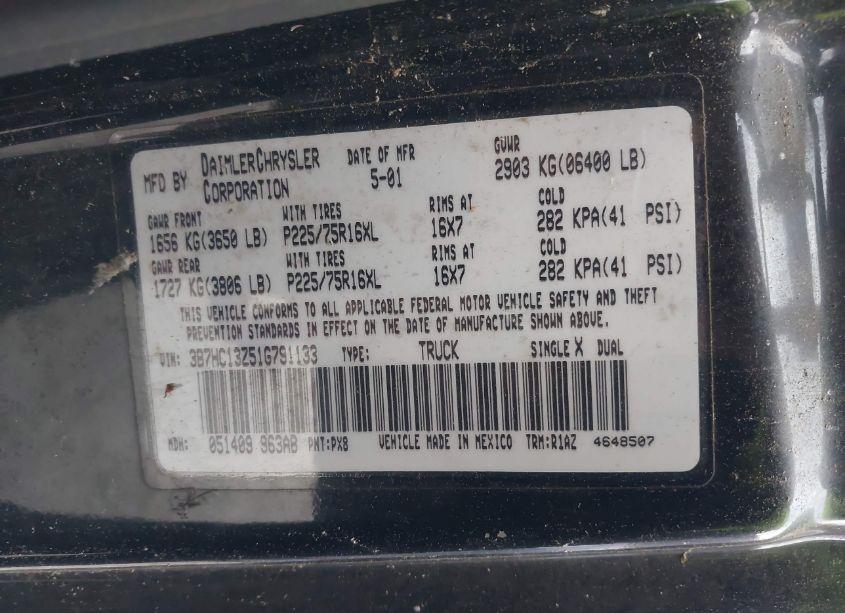 MFD BY DAIMLERCHRYSLER CORPORATION DATE OF MFR 5-01 GVWR 2903 KG(06400 LB)
GAWR FRONT WITH TIRES RIMS AT COLD
1656 KG(3650 LB) P225/75R16XL 16X7 282 KPA(41 PSI)
GAWR REAR WITH TIRES RIMS AT COLD
1727 KG(3806 LB) P225/75R16XL 16X7 282 KPA(41 PSI)
THIS VEHICLE CONFORMS TO ALL APPLICABLE FEDERAL MOTOR VEHICLE SAFETY AND THEFT
PREVENTION STANDARDS IN EFFECT ON THE DATE OF MANUFACTURE SHOWN ABOVE.
VIN: 3B7HC13Z51G791133 TYPE: TRUCK SINGLE X DUAL
MDH: 051409 963AB PNT:PX8 VEHICLE MADE IN MEXICO TRM:R1AZ 4648507